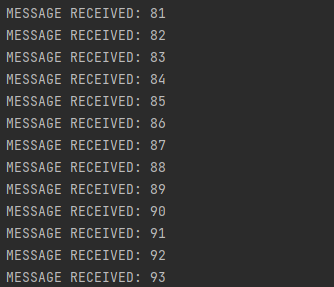 MESSAGE RECEIVED: 81
MESSAGE RECEIVED: 82
MESSAGE RECEIVED: 83
MESSAGE RECEIVED: 84
MESSAGE RECEIVED: 85
MESSAGE RECEIVED: 86
MESSAGE RECEIVED: 87
MESSAGE RECEIVED: 88
MESSAGE RECEIVED: 89
MESSAGE RECEIVED: 90
MESSAGE RECEIVED: 91
MESSAGE RECEIVED: 92
MESSAGE RECEIVED: 93